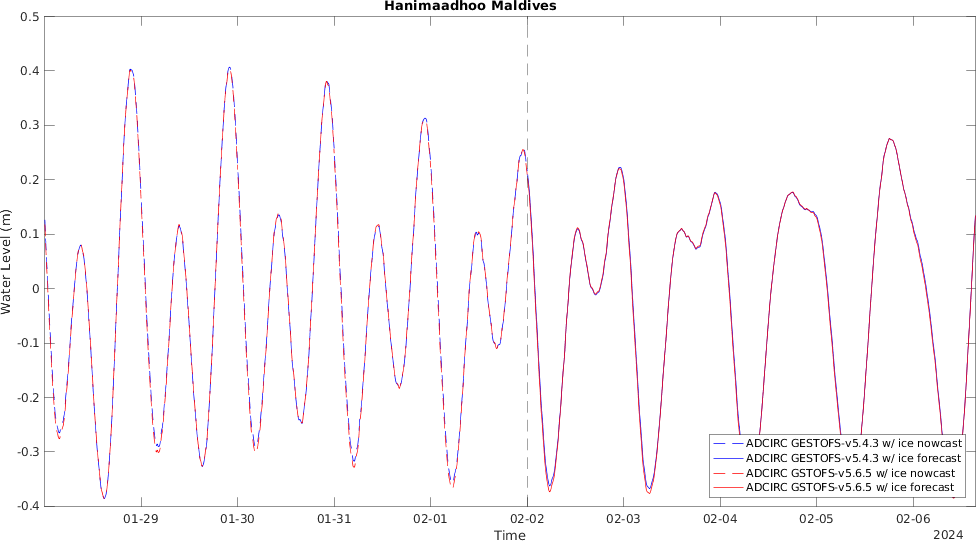 Hanimaadhoo Maldives
0.5
0.4
0.3
0.2
0.1
0
-0.1
-0.2
-0.3
-0.4
Water Level (m)
ADCIRC GESTOFS-v5.4.3 w/ ice nowcast
ADCIRC GESTOFS-v5.4.3 w/ ice forecast
ADCIRC GSTOFS-v5.6.5 w/ ice nowcast
ADCIRC GSTOFS-v5.6.5 w/ ice forecast
01-29 01-30 01-31 02-01 02-02 02-03 02-04 02-05 02-06
Time
2024